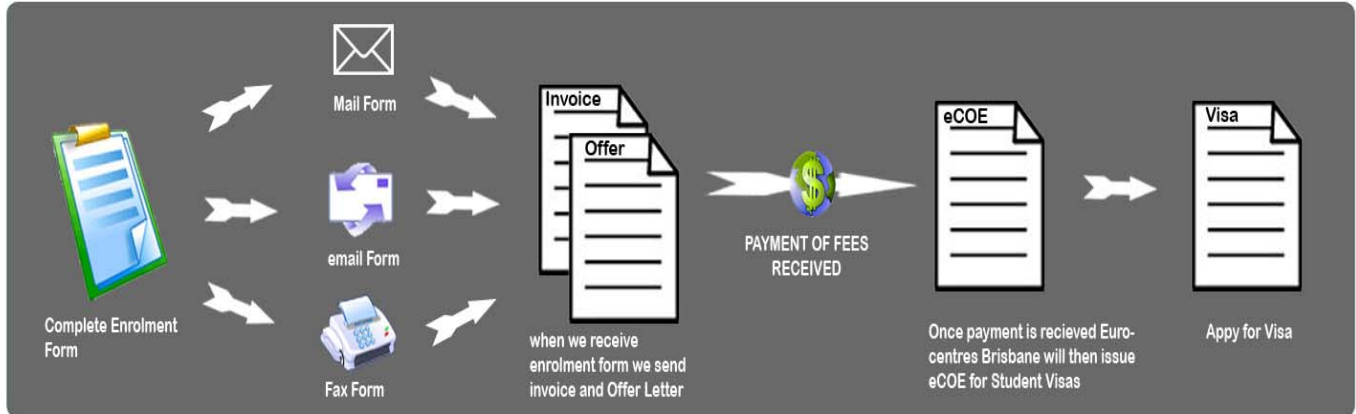 Complete Enrolment
Form
Mail Form
email Form
Fax Form
Invoice
Offer
when we receive
enrolment form we send
invoice and Offer Letter
$
PAYMENT OF FEES
RECEIVED
eCOE
Once payment is recieved Euro-
centres Brisbane will then issue
eCOE for Student Visas
Visa
Appy for Visa